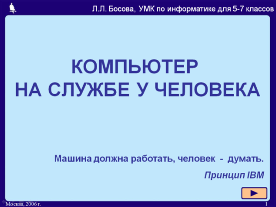 Л.Л. Босова, УМК по информатике для 5-7 классов
КОМПЬЮТЕР
НА СЛУЖБЕ У ЧЕЛОВЕКА
Машина должна работать, человек - думать.
Принцип IBM
Москва, 2006 г.
1